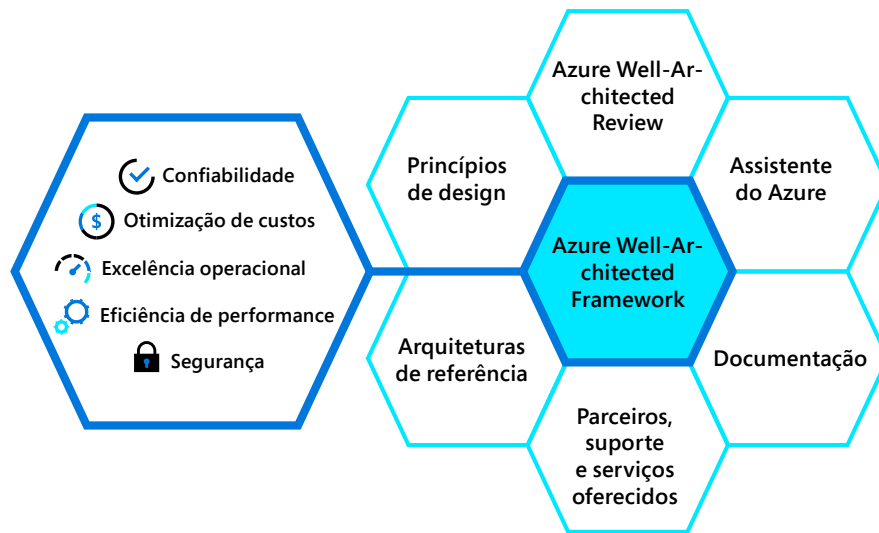 Confiabilidade
Otimização de custos
Excelência operacional
Eficiência de performance
Segurança
Azure Well-Ar-
chitected
Review
Princípios
de design
Assistente
do Azure
Azure Well-Ar-
chitected
Framework
Arquiteturas
de referência
Documentação
Parceiros,
suporte
e serviços
oferecidos